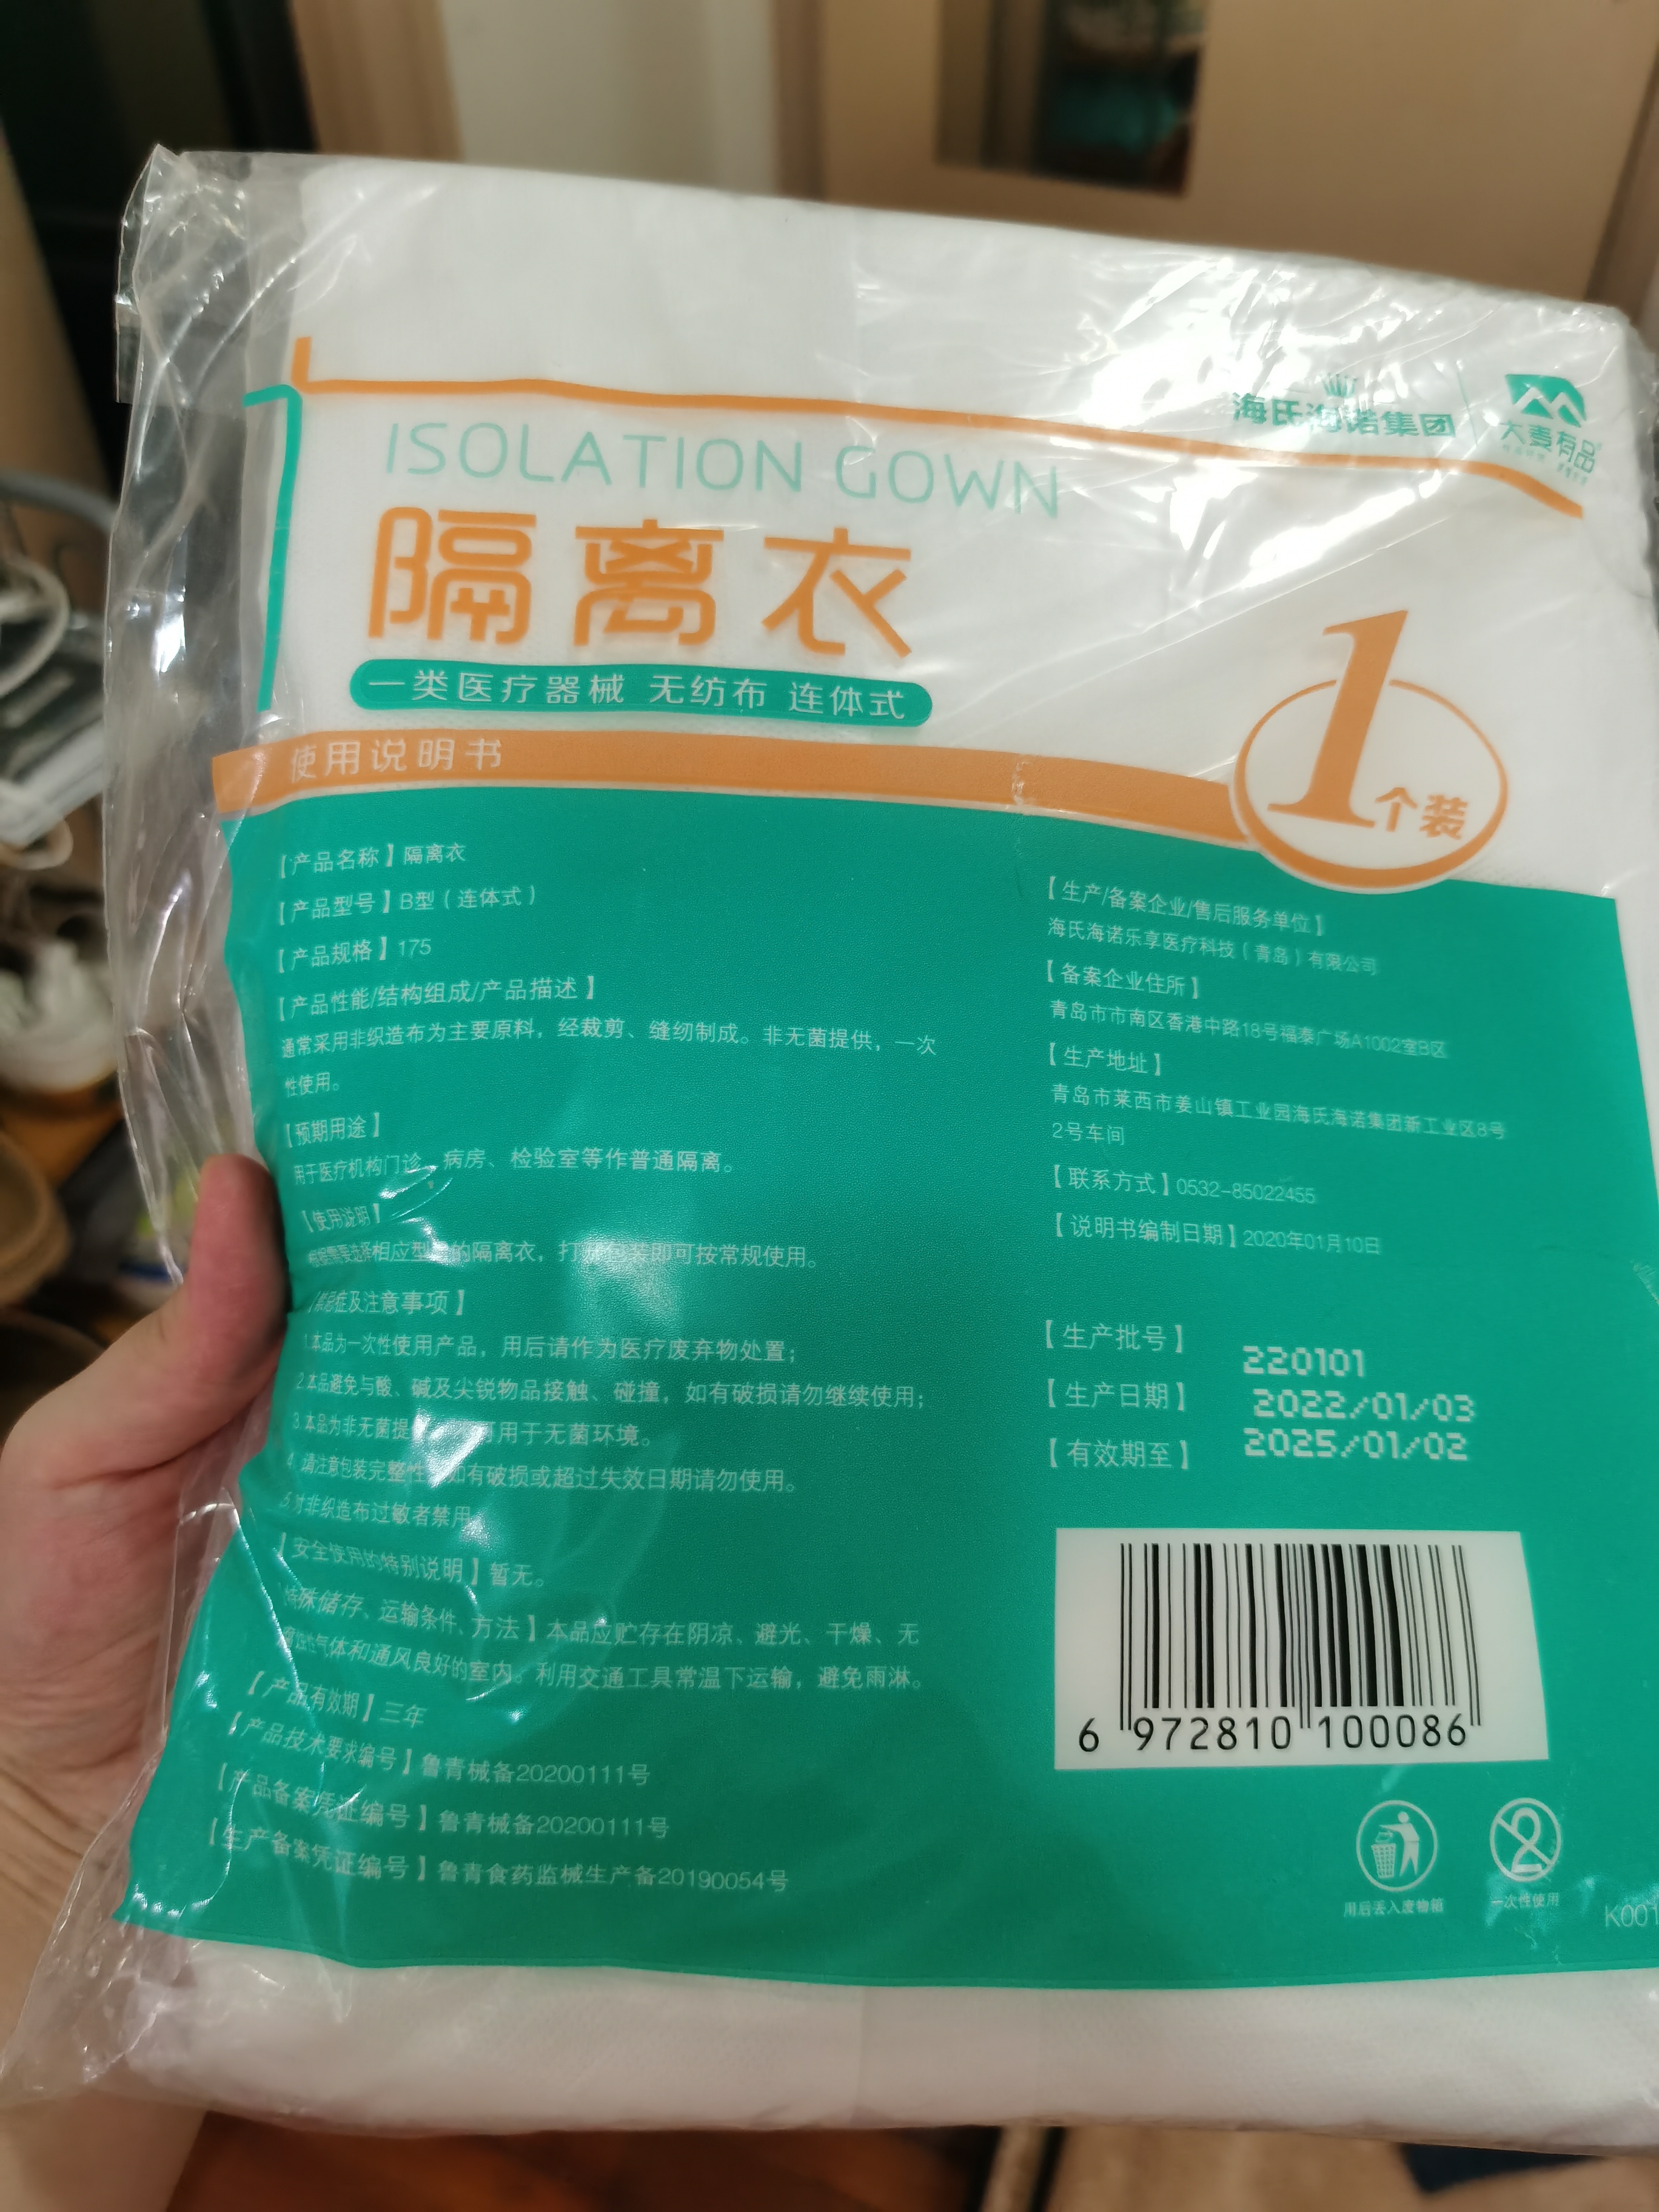 海氏海诺集团
大麦有品
ISOLATION GOWN
隔离衣
一类医疗器械 无纺布 连体式
1个装
使用说明书
【产品名称】隔离衣
【产品型号】B型（连体式）
【产品规格】175
【产品性能/结构组成/产品描述】
通常采用非织造布为主要原料，经裁剪、缝纫制成。非无菌提供，一次
性使用。
【预期用途】
用于医疗机构门诊、病房、检验室等作普通隔离。
【使用说明】
根据需要选择相应型号的隔离衣，打开包装即可按常规使用。
【禁忌症及注意事项】
1.本品为一次性使用产品，用后请作为医疗废弃物处置；
2.本品避免与酸、碱及尖锐物品接触、碰撞，如有破损请勿继续使用；
3.本品为非无菌提 用于无菌环境。
4.请注意包装完整性 如有破损或超过失效日期请勿使用。
5.对非织造布过敏者禁用
【安全使用的特别说明】暂无。
【特殊储存、运输条件、方法】本品应贮存在阴凉、避光、干燥、无
腐蚀性气体和通风良好的室内。利用交通工具常温下运输，避免雨淋。
【产品有效期】三年
【产品技术要求编号】鲁青械备20200111号
【产品备案凭证编号】鲁青械备20200111号
【生产备案凭证编号】鲁青食药监械生产备20190054号
【生产/备案企业/售后服务单位】
海氏海诺乐享医疗科技（青岛）有限公司
【备案企业住所】
青岛市市南区香港中路18号福泰广场A1002室B区
【生产地址】
青岛市莱西市姜山镇工业园海氏海诺集团新工业区8号
2号车间
【联系方式】0532-85022455
【说明书编制日期】2020年01月10日
【生产批号】220101
【生产日期】2022/01/03
【有效期至】2025/01/02
6 972810 100086
用后丢入废物箱
2
一次性使用
K001